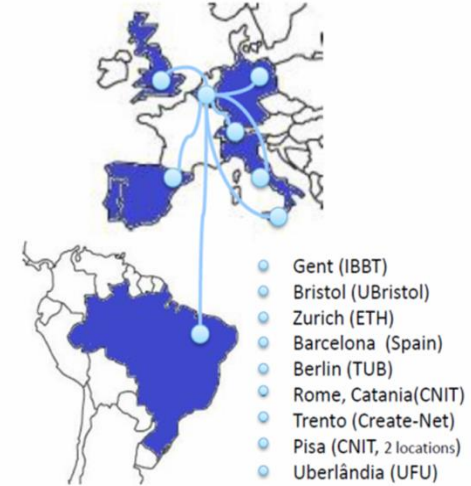 Gent (IBBT)
Bristol (UBristol)
Zurich (ETH)
Barcelona (Spain)
Berlin (TUB)
Rome, Catania(CNIT)
Trento (Create-Net)
Pisa (CNIT, 2 locations)
Uberlândia (UFU)